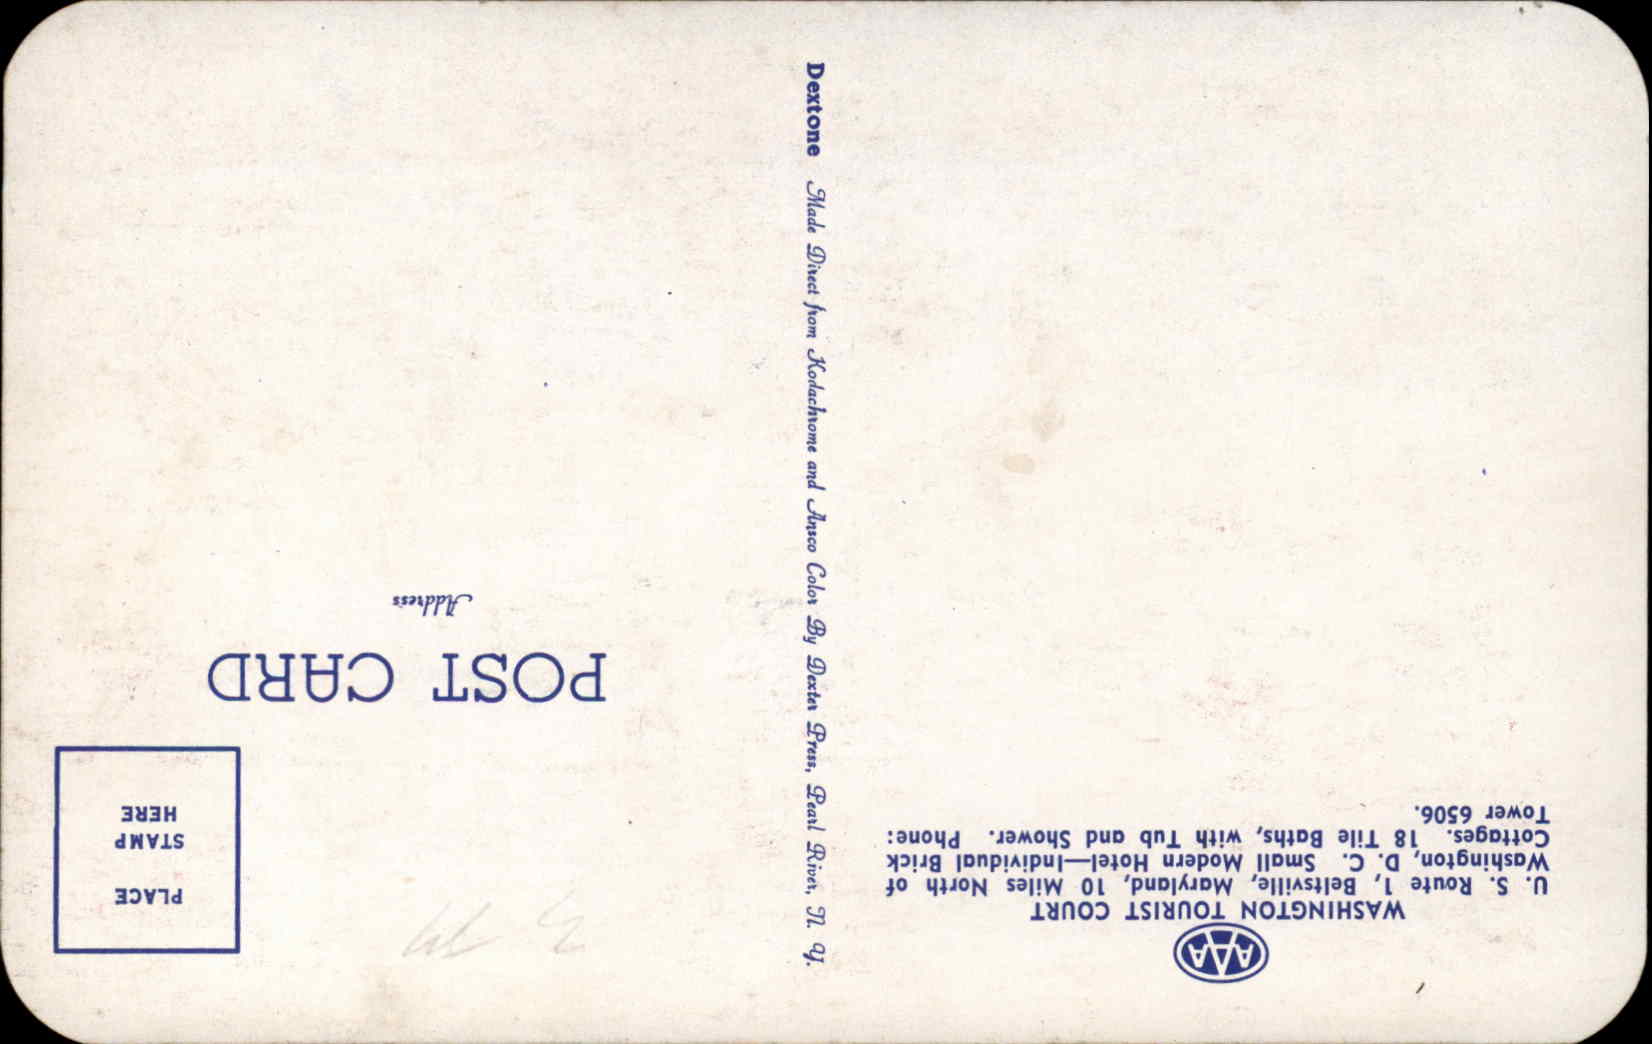 AAA
WASHINGTON TOURIST COURT
U. S. Route 1, Beltsville, Maryland, 10 Miles North of
Washington, D. C. Small Modern Hotel—Individual Brick
Cottages. 18 Tile Baths, with Tub and Shower. Phone:
Tower 6506.
Dextone Made Direct from Kodachrome and Ansco Color By Dexter Press, Pearl River, N. Y.
PLACE
STAMP
HERE
POST CARD
Address